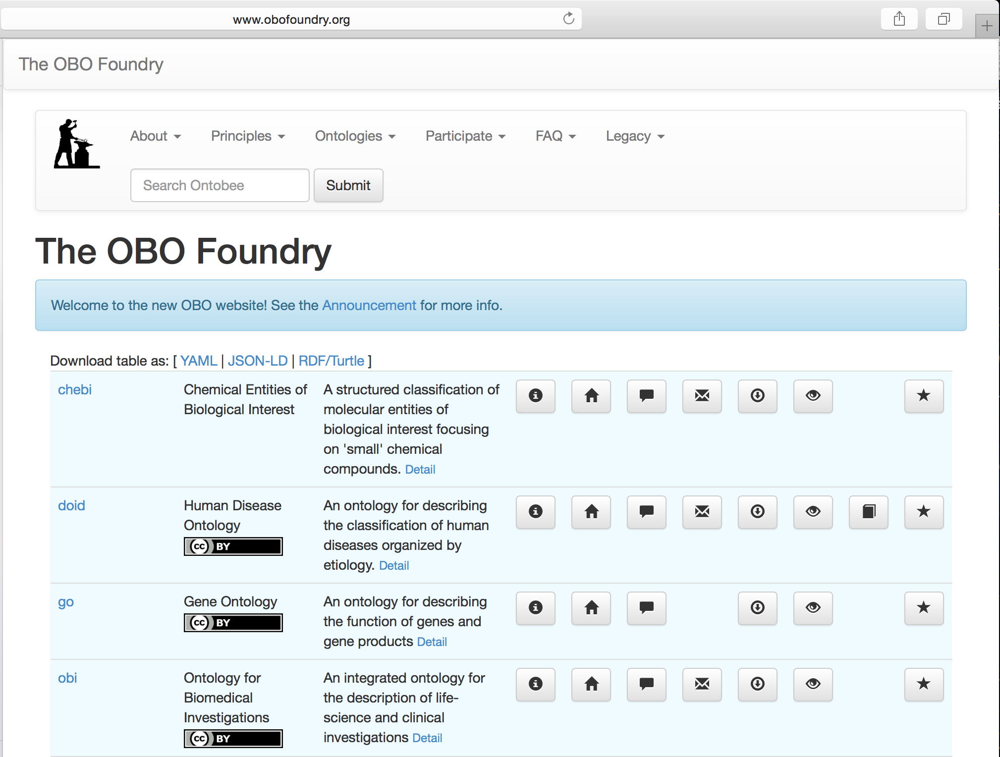 www.obofoundry.org
The OBO Foundry
About Principles Ontologies Participate FAQ Legacy
Search Ontobee Submit
The OBO Foundry
Welcome to the new OBO website! See the Announcement for more info.
Download table as: [ YAML | JSON-LD | RDF/Turtle ]
chebi
Chemical Entities of
Biological Interest
A structured classification of
molecular entities of
biological interest focusing
on 'small' chemical
compounds. Detail
doid
Human Disease
Ontology
cc BY
An ontology for describing
the classification of human
diseases organized by
etiology. Detail
go
Gene Ontology
cc BY
An ontology for describing
the function of genes and
gene products Detail
obi
Ontology for
Biomedical
Investigations
cc BY
An integrated ontology for
the description of life-
science and clinical
investigations Detail